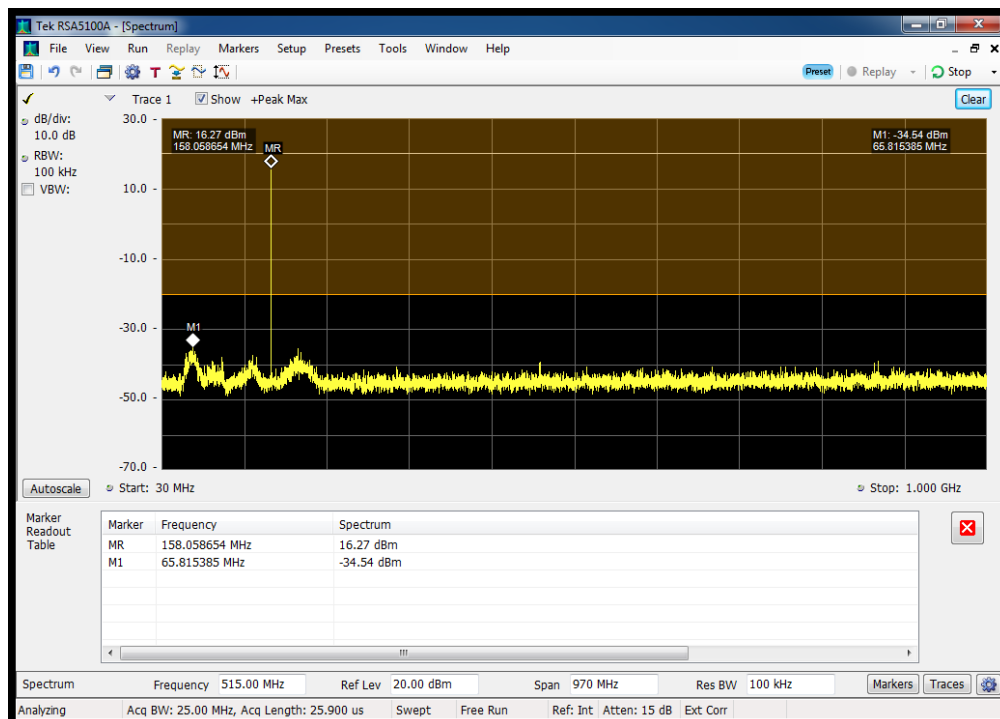 Tek RSA5100A - [Spectrum]
File View Run Replay Markers Setup Presets Tools Window Help
T Preset Replay Stop
Trace 1 Show +Peak Max Clear
dB/div: 30.0
10.0 dB
MR: 16.27 dBm M1: -34.54 dBm
158.058654 MHz MR 65.815385 MHz
RBW:
100 kHz
VBW: 10.0
-10.0
-30.0
M1
-50.0
-70.0
Autoscale Start: 30 MHz Stop: 1.000 GHz
Marker
Readout
Table
Marker Frequency Spectrum
MR 158.058654 MHz 16.27 dBm
M1 65.815385 MHz -34.54 dBm
Spectrum Frequency 515.00 MHz Ref Lev 20.00 dBm Span 970 MHz Res BW 100 kHz Markers Traces
Analyzing Acq BW: 25.00 MHz, Acq Length: 25.900 us Swept Free Run Ref: Int Atten: 15 dB Ext Corr